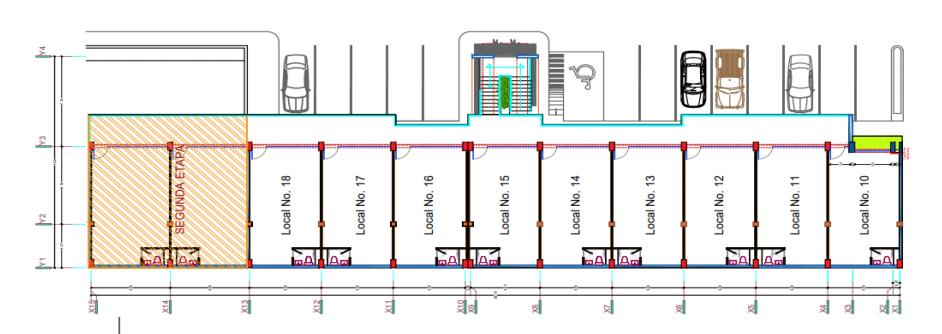 Y4
Y3
Y2
Y1
SEGUNDA ETAPA
Local No. 18
Local No. 17
Local No. 16
Local No. 15
Local No. 14
Local No. 13
Local No. 12
Local No. 11
Local No. 10
X15
X14
X13
X12
X11
X10
X9
X8
X7
X6
X5
X4
X3
X2
X1